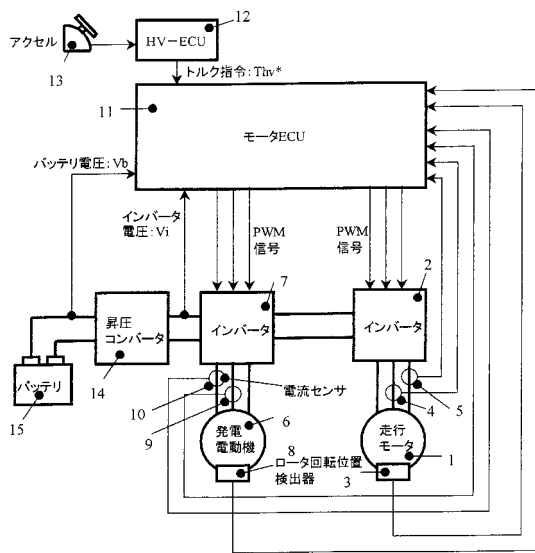 12
アクセル
HV－ECU
13
トルク指令：Thv*
11
モータECU
バッテリ電圧：Vb
インバータ
電圧：Vi
PWM
信号
PWM
信号
7
2
昇圧
コンバータ
インバータ
インバータ
バッテリ
14
15
電流センサ
10
9
6
4
5
発電
電動機
走行
モータ
8
1
ロータ回転位置
検出器
3